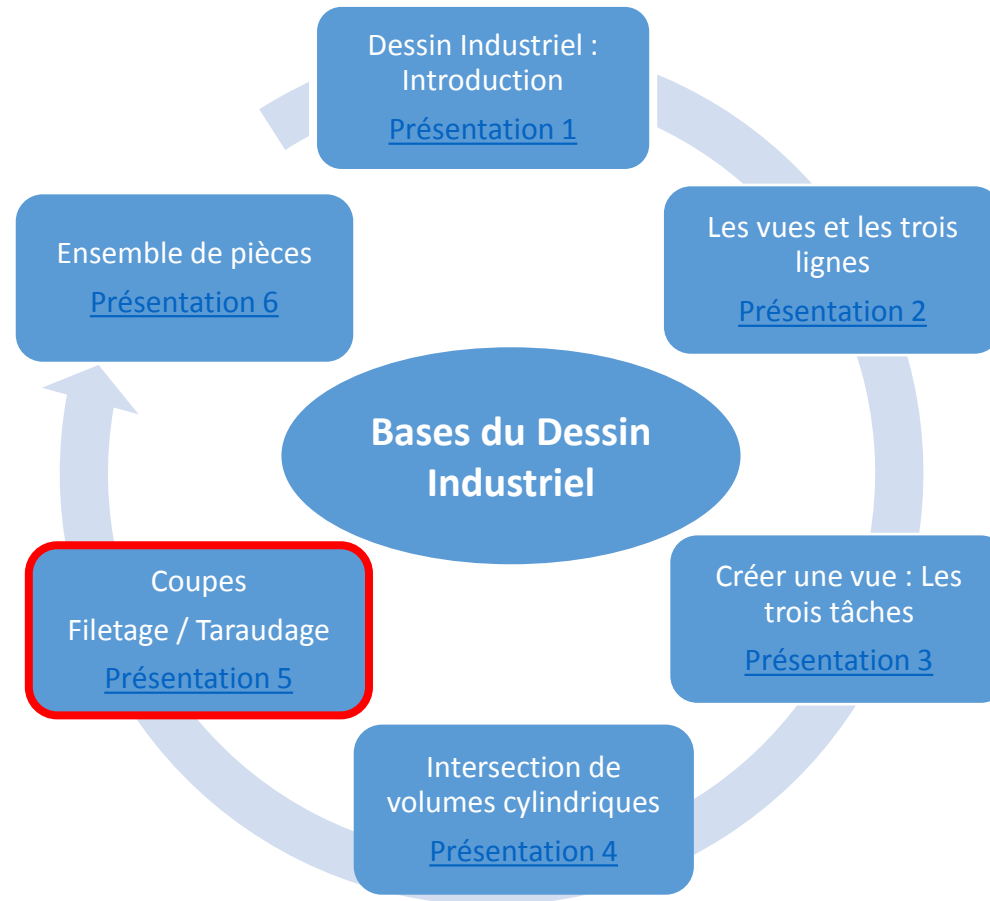 Dessin Industriel :
Introduction
Présentation 1
Les vues et les trois
lignes
Présentation 2
Créer une vue : Les
trois tâches
Présentation 3
Intersection de
volumes cylindriques
Présentation 4
Coupes
Filetage / Taraudage
Présentation 5
Ensemble de pièces
Présentation 6
Bases du Dessin
Industriel